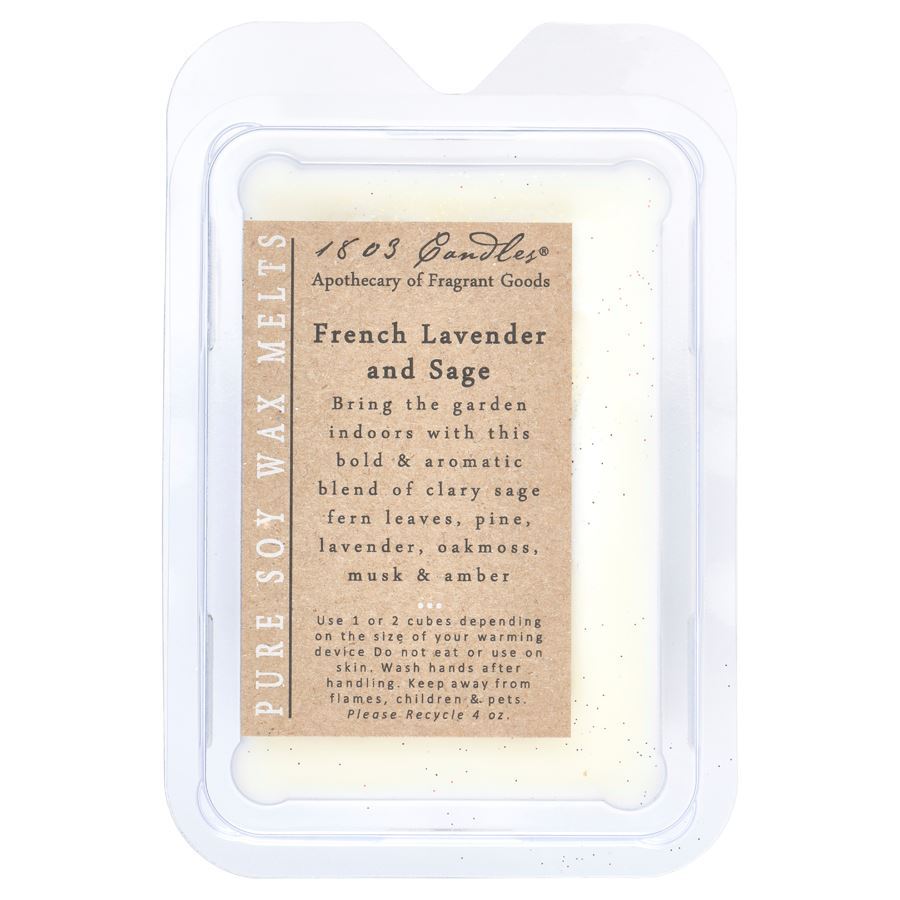 PURE SOY WAX MELTS
1803 Candles®
Apothecary of Fragrant Goods
French Lavender
and Sage
Bring the garden
indoors with this
bold & aromatic
blend of clary sage
fern leaves, pine,
lavender, oakmoss,
musk & amber
Use 1 or 2 cubes depending
on the size of your warming
device Do not eat or use on
skin. Wash hands after
handling. Keep away from
flames, children & pets.
Please Recycle 4 oz.